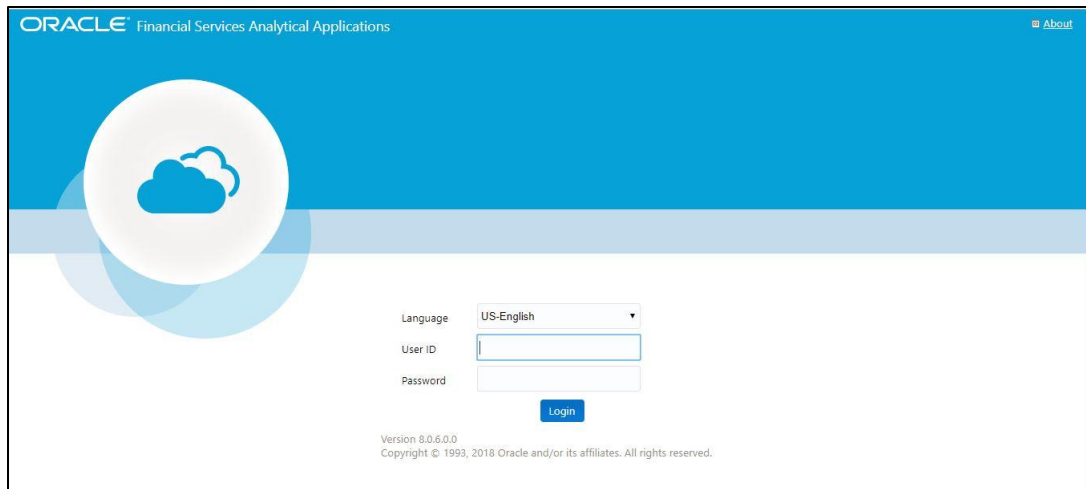 ORACLE® Financial Services Analytical Applications
About
Language US-English
User ID
Password
Login
Version 8.0.6.0.0
Copyright © 1993, 2018 Oracle and/or its affiliates. All rights reserved.